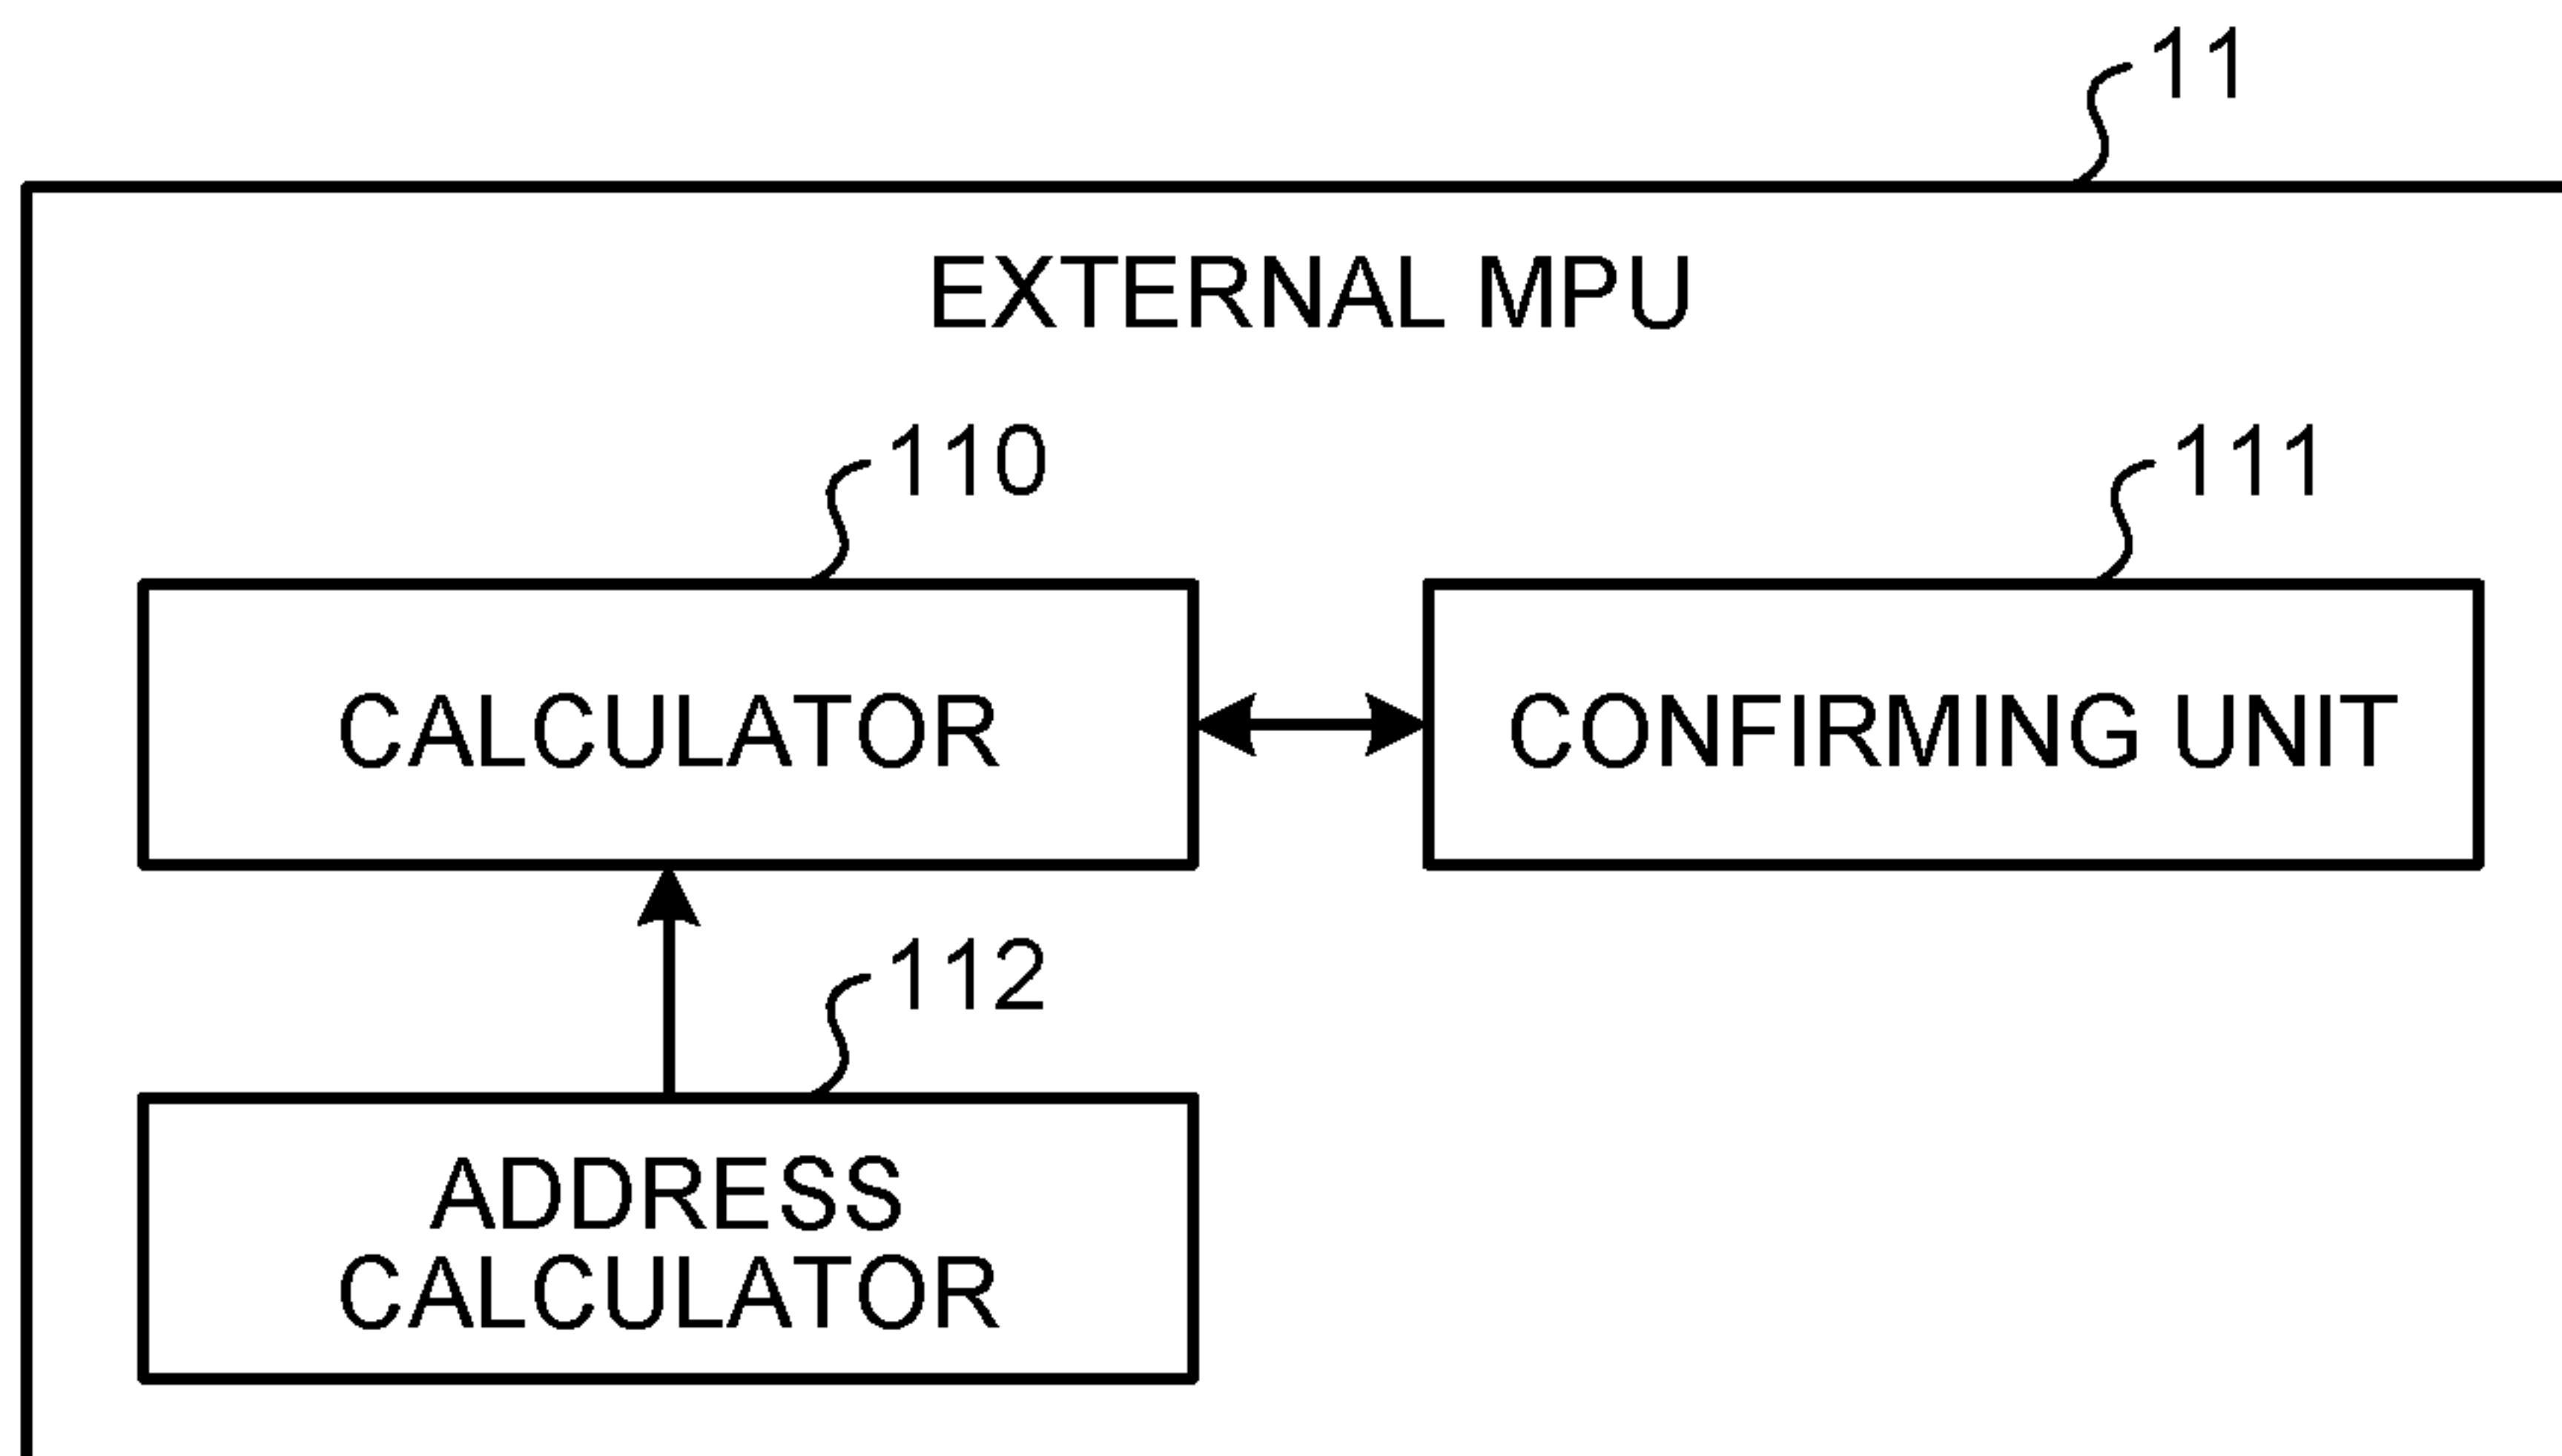 11
EXTERNAL MPU
110
111
CALCULATOR
CONFIRMING UNIT
112
ADDRESS
CALCULATOR